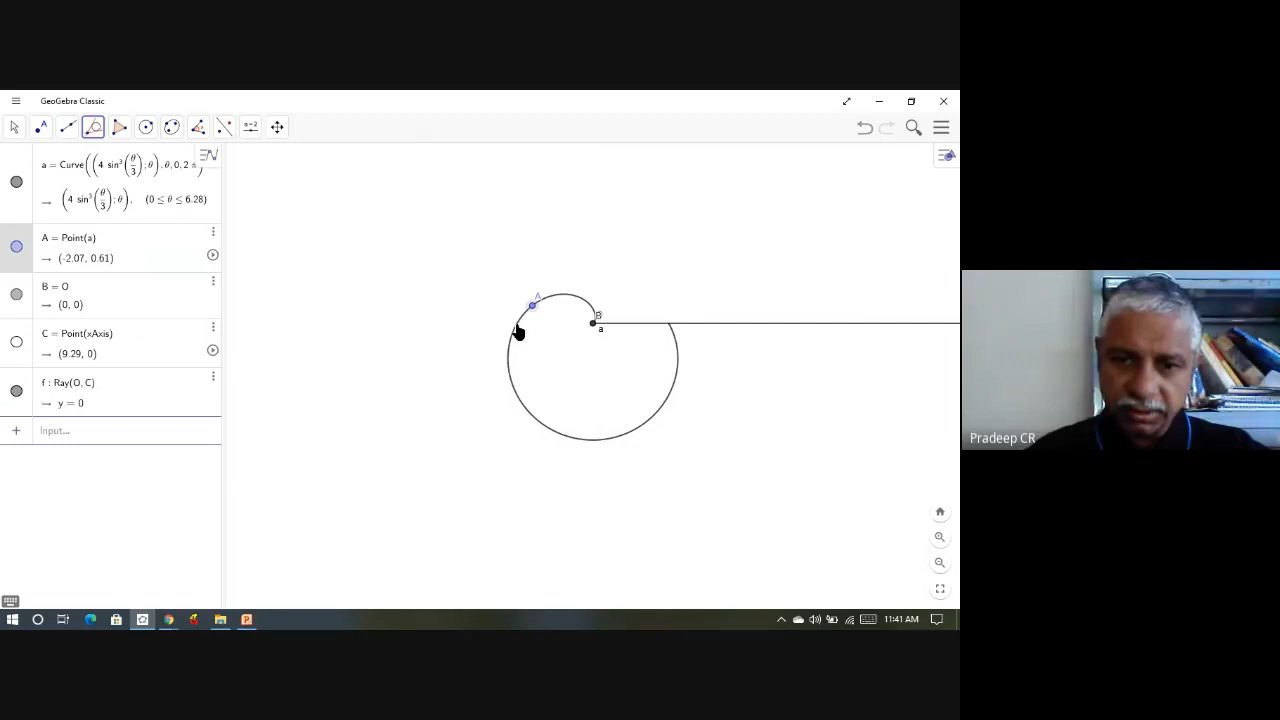 GeoGebra Classic
A
a=2
a = Curve((4 sin³(θ/3); θ), θ, 0, 2 π)
→ (4 sin³(θ/3); θ), (0 ≤ θ ≤ 6.28)
A = Point(a)
→ (-2.07, 0.61)
B = O
→ (0, 0)
C = Point(xAxis)
→ (9.29, 0)
f : Ray(O, C)
→ y = 0
+ Input...
A
B
a
Pradeep CR
11:41 AM